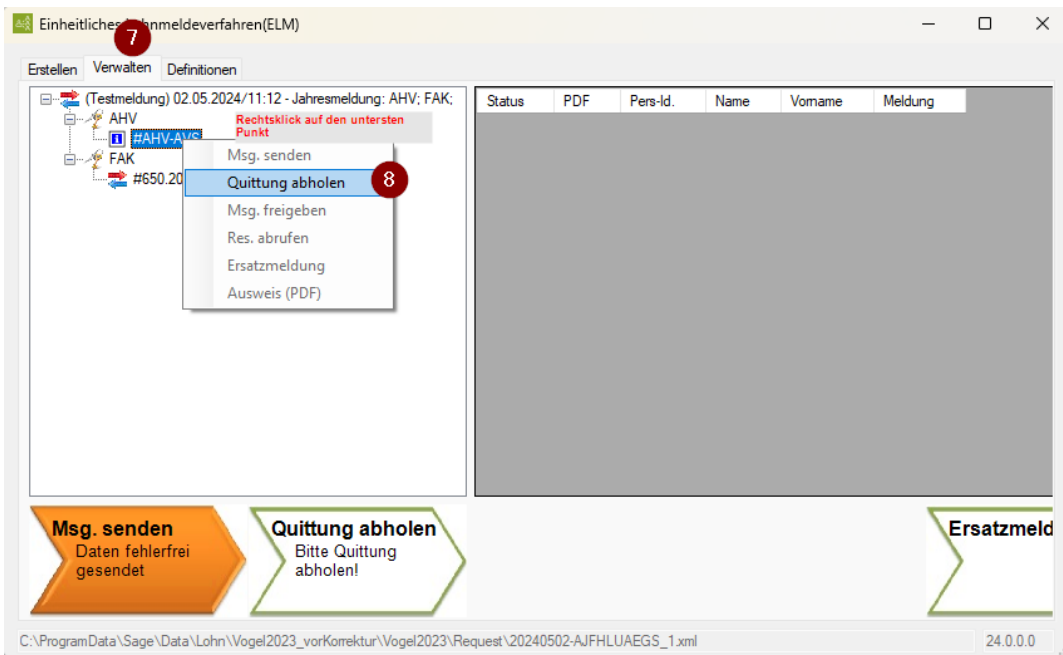 Einheitliches Lohnmeldeverfahren(ELM)
7
Erstellen Verwalten Definitionen
(Testmeldung) 02.05.2024/11:12 - Jahresmeldung: AHV; FAK;
Status PDF Pers-Id. Name Vorname Meldung
AHV
Rechtsklick auf den untersten
Punkt
#AHV-AVS
Msg. senden
FAK
#650.20
Quittung abholen
8
Msg. freigeben
Res. abrufen
Ersatzmeldung
Ausweis (PDF)
Msg. senden
Daten fehlerfrei
gesendet
Quittung abholen
Bitte Quittung
abholen!
Ersatzmeld
C:\ProgramData\Sage\Data\Lohn\Vogel2023_vorKorrektur\Vogel2023\Request\20240502-AJFHLUAEGS_1.xml
24.0.0.0